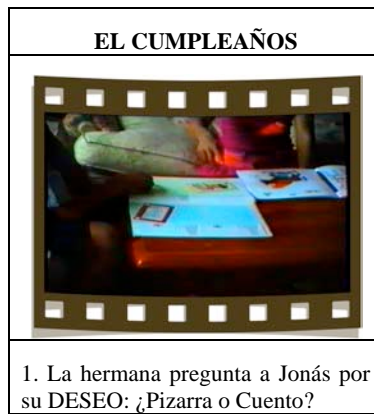 EL CUMPLEAÑOS
1. La hermana pregunta a Jonás por
su DESEO: ¿Pizarra o Cuento?